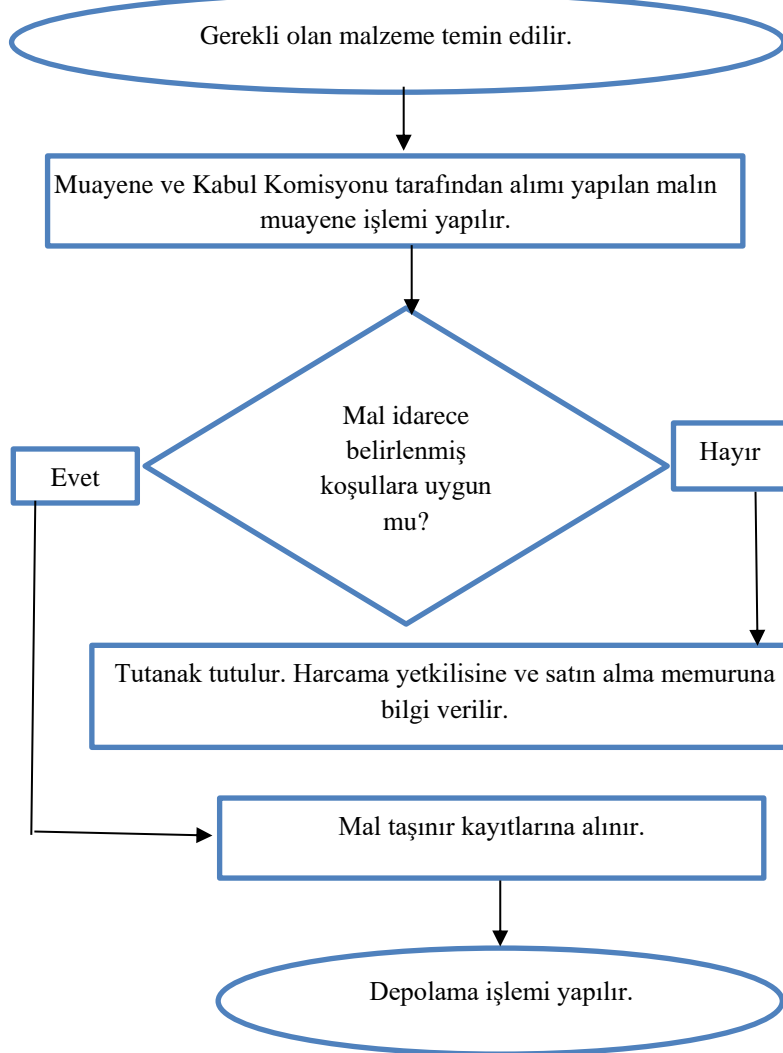 Gerekli olan malzeme temin edilir.
Muayene ve Kabul Komisyonu tarafından alımı yapılan malın
muayene işlemi yapılır.
Mal idarece
belirlenmiş
koşullara uygun
mu?
Evet
Hayır
Tutanak tutulur. Harcama yetkilisine ve satın alma memuruna
bilgi verilir.
Mal taşınır kayıtlarına alınır.
Depolama işlemi yapılır.